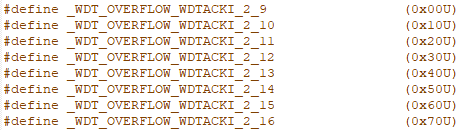 #define _WDT_OVERFLOW_WDTACKI_2_9 (0x00U)
#define _WDT_OVERFLOW_WDTACKI_2_10 (0x10U)
#define _WDT_OVERFLOW_WDTACKI_2_11 (0x20U)
#define _WDT_OVERFLOW_WDTACKI_2_12 (0x30U)
#define _WDT_OVERFLOW_WDTACKI_2_13 (0x40U)
#define _WDT_OVERFLOW_WDTACKI_2_14 (0x50U)
#define _WDT_OVERFLOW_WDTACKI_2_15 (0x60U)
#define _WDT_OVERFLOW_WDTACKI_2_16 (0x70U)